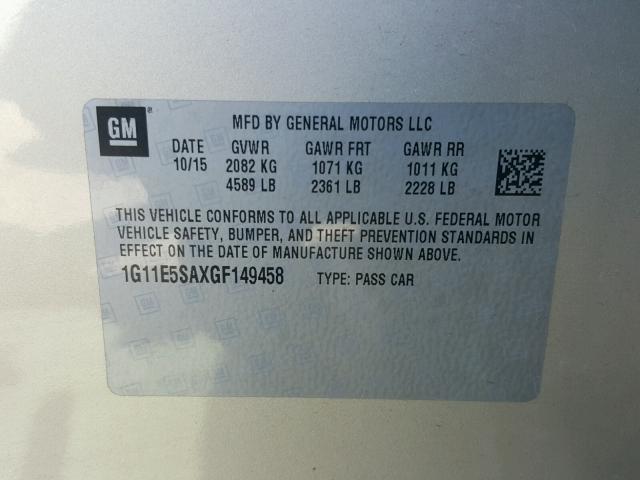 GM ®
MFD BY GENERAL MOTORS LLC
DATE GVWR GAWR FRT GAWR RR
10/15 2082 KG 1071 KG 1011 KG
4589 LB 2361 LB 2228 LB
THIS VEHICLE CONFORMS TO ALL APPLICABLE U.S. FEDERAL MOTOR
VEHICLE SAFETY, BUMPER, AND THEFT PREVENTION STANDARDS IN
EFFECT ON THE DATE OF MANUFACTURE SHOWN ABOVE.
1G11E5SAXGF149458 TYPE: PASS CAR